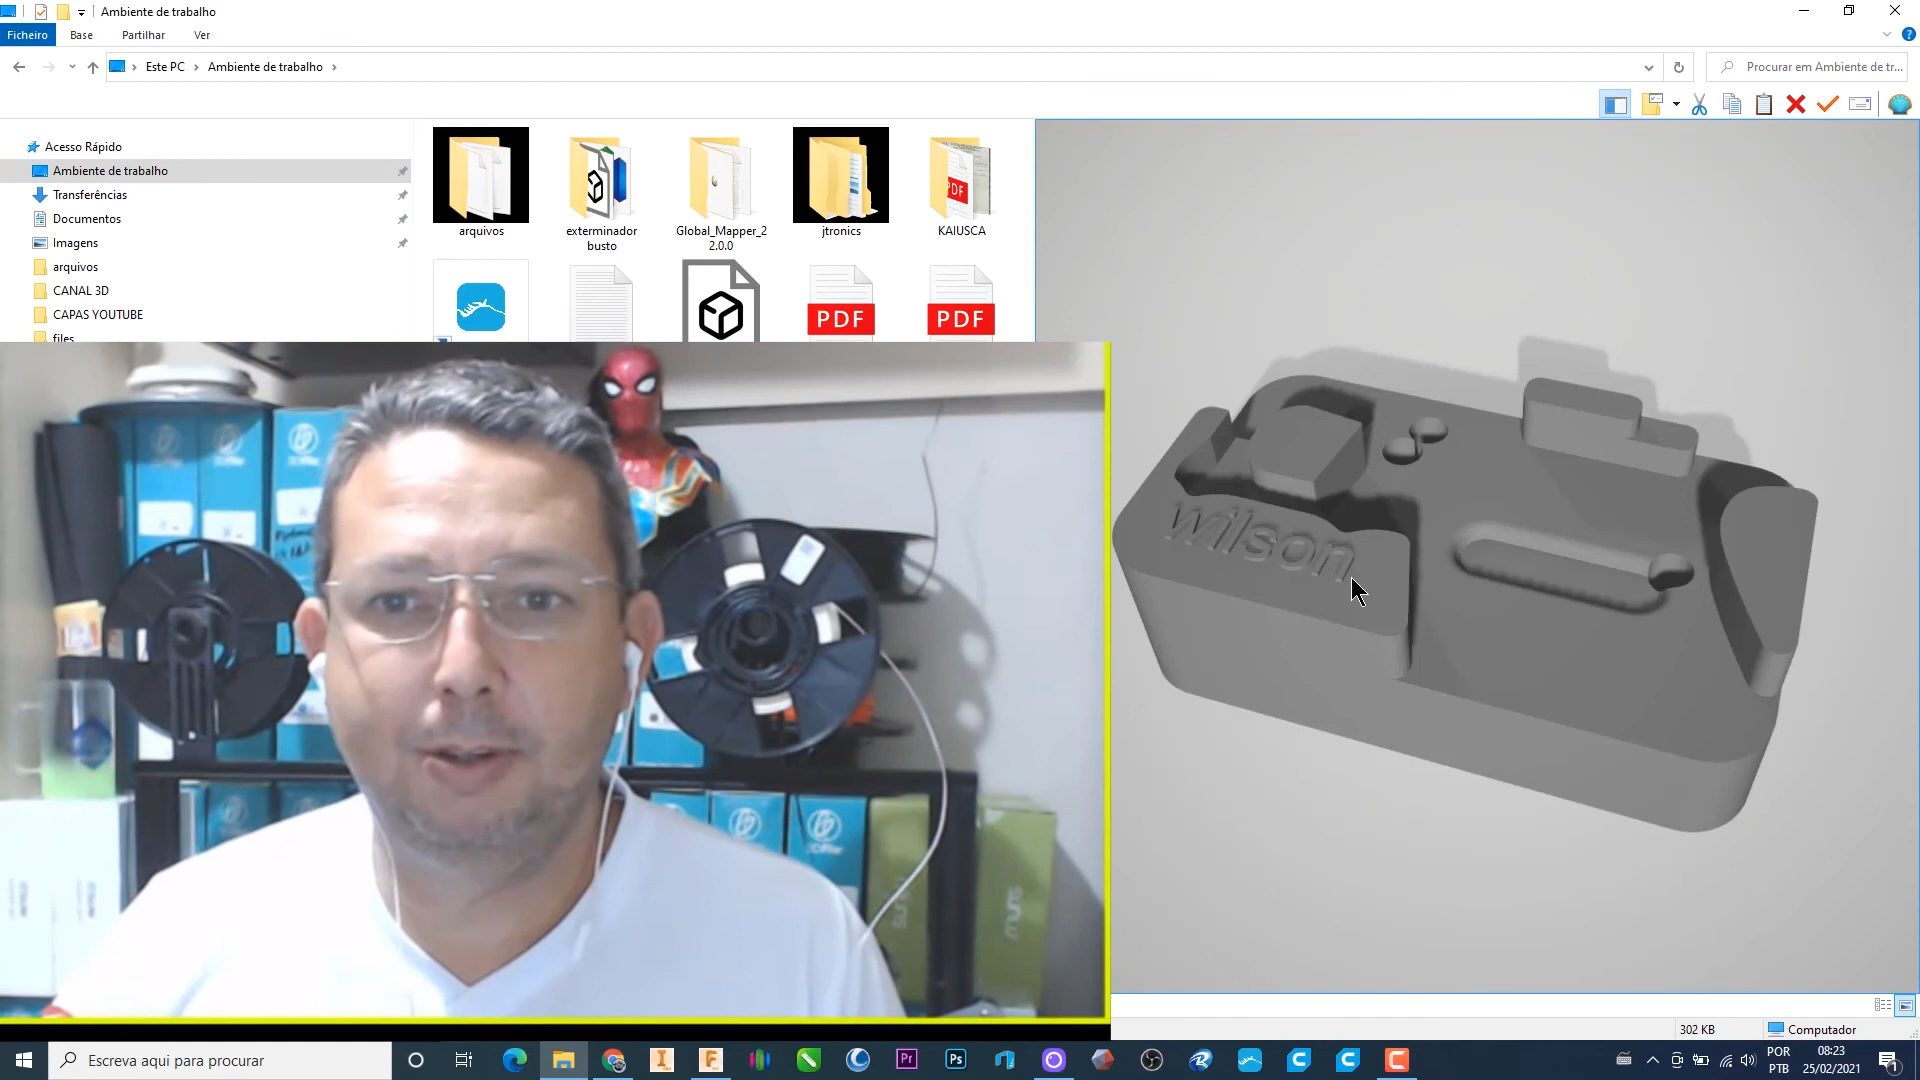 Ambiente de trabalho
Ficheiro Base Partilhar Ver
Este PC Ambiente de trabalho
Procurar em Ambiente de tr...
Acesso Rápido
Ambiente de trabalho
Transferências
Documentos
Imagens
arquivos
CANAL 3D
CAPAS YOUTUBE
files
arquivos
exterminador
busto
Global_Mapper_2
2.0.0
jtronics
PDF
KAIUSCA
PDF
PDF
wilson
302 KB
Computador
Escreva aqui para procurar
Pr
Ps
POR
PTB
08:23
25/02/2021
1